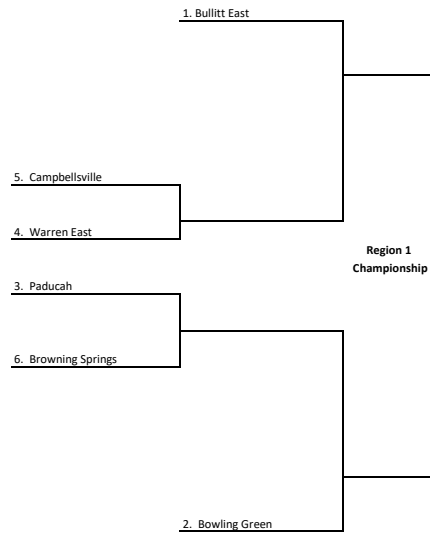 1. Bullitt East
5. Campbellsville
4. Warren East
Region 1
Championship
3. Paducah
6. Browning Springs
2. Bowling Green